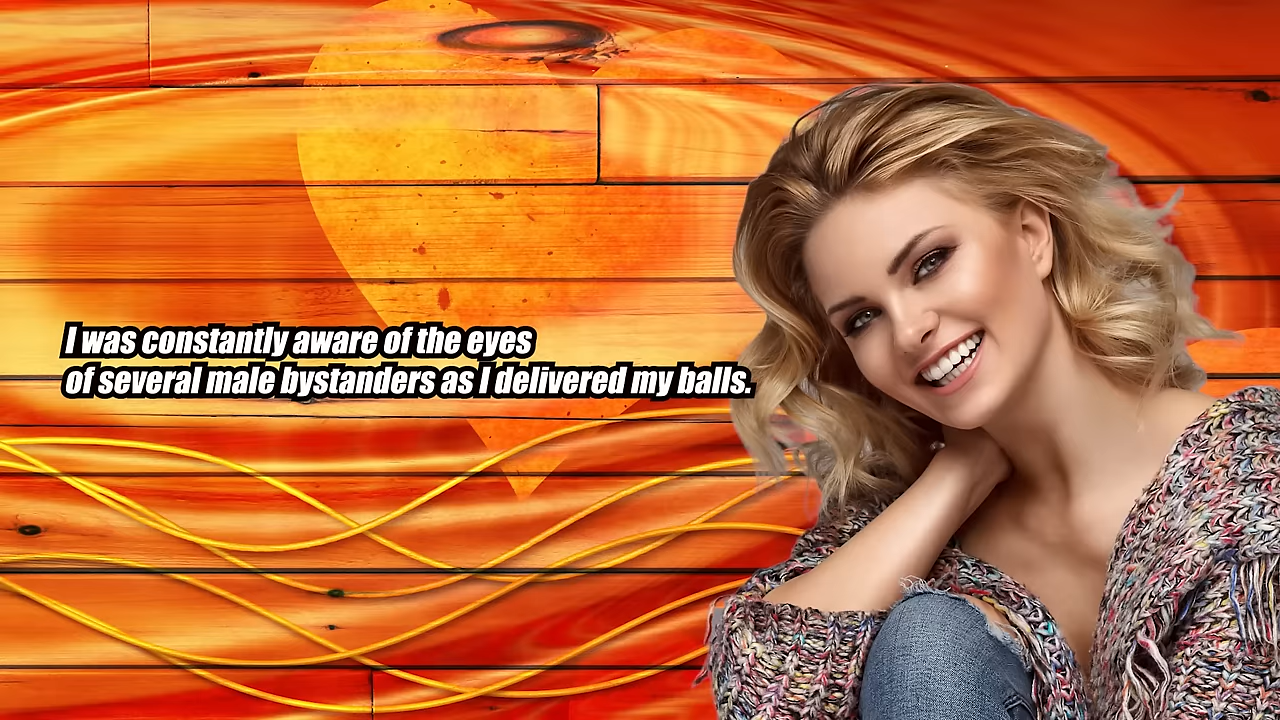 I was constantly aware of the eyes
of several male bystanders as I delivered my balls.